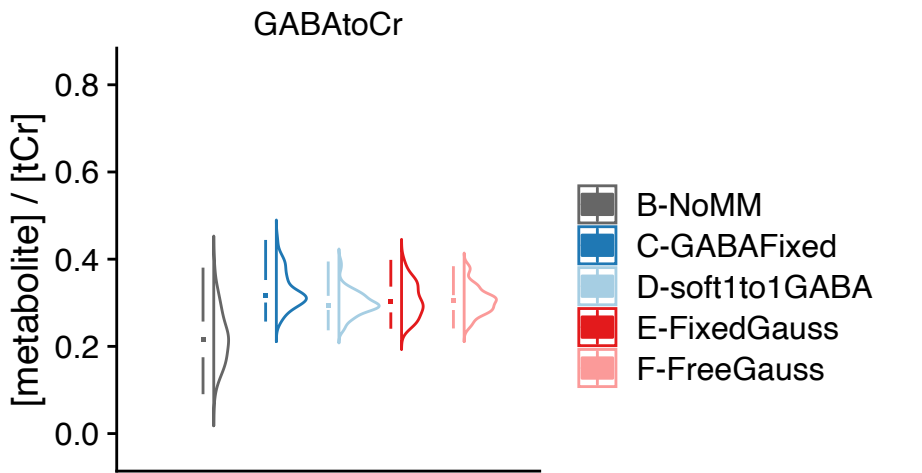 GABAtoCr
[metabolite] / [tCr]
0.8
0.6
0.4
0.2
0.0
B-NoMM
C-GABAFixed
D-soft1to1GABA
E-FixedGauss
F-FreeGauss